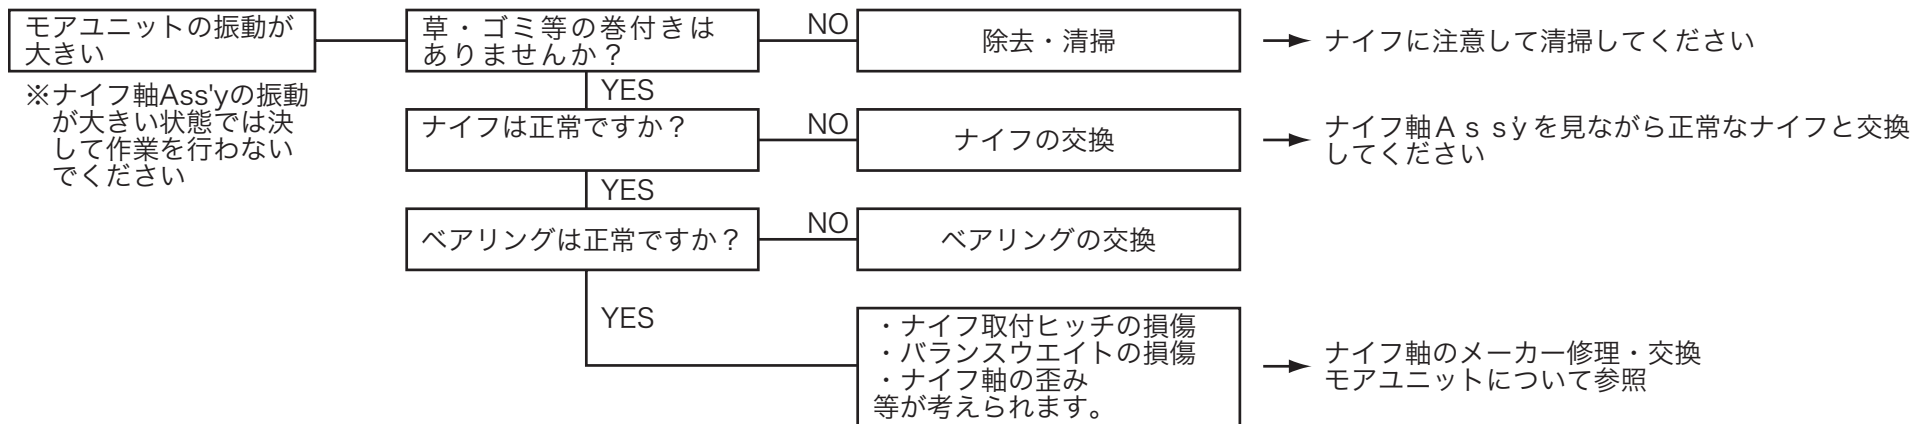 モアユニットの振動が
大きい
※ナイフ軸Ass'yの振動
が大きい状態では決
して作業を行わない
でください
草・ゴミ等の巻付きは
ありませんか？
NO
除去・清掃
ナイフに注意して清掃してください
YES
ナイフは正常ですか？
NO
ナイフの交換
ナイフ軸Ａｓｓ'ｙを見ながら正常なナイフと交換
してください
YES
ベアリングは正常ですか？
NO
ベアリングの交換
YES
・ナイフ取付ヒッチの損傷
・バランスウエイトの損傷
・ナイフ軸の歪み
等が考えられます。
ナイフ軸のメーカー修理・交換
モアユニットについて参照